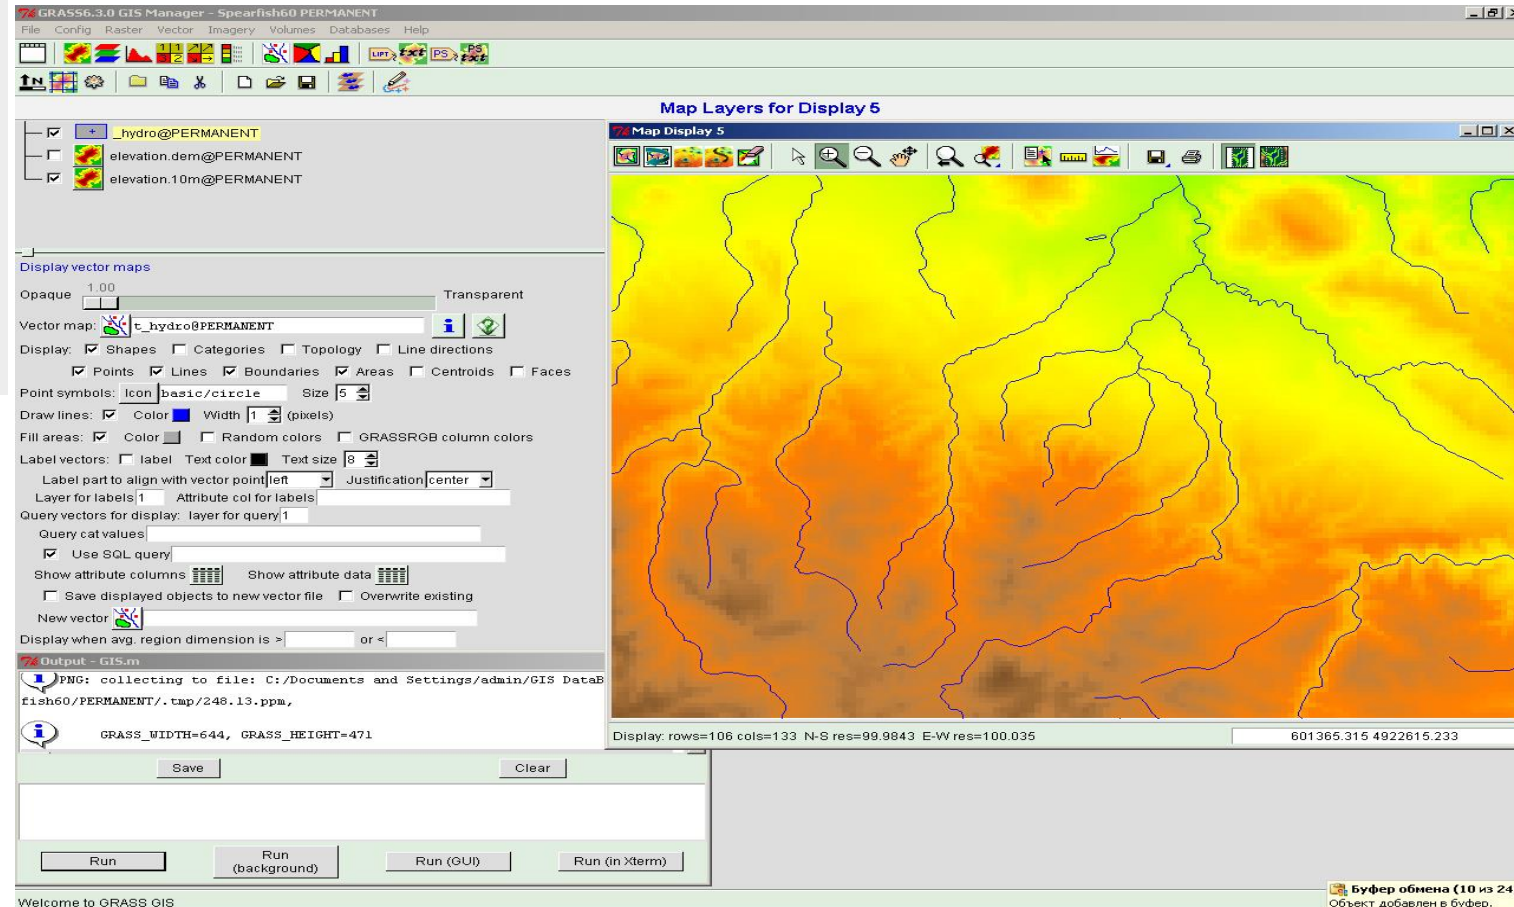 GRASS6.3.0 GIS Manager - Spearfish60 PERMANENT
File Config Raster Vector Imagery Volumes Databases Help
Map Layers for Display 5
_hydro@PERMANENT
elevation.dem@PERMANENT
elevation.10m@PERMANENT
Map Display 5
Display vector maps
Opaque 1.00 Transparent
Vector map: t_hydro@PERMANENT
Display: Shapes Categories Topology Line directions
Points Lines Boundaries Areas Centroids Faces
Point symbols: Icon basic/circle Size 5
Draw lines: Color Width 1 (pixels)
Fill areas: Color Random colors GRASSRGB column colors
Label vectors: label Text color Text size 8
Label part to align with vector point left Justification center
Layer for labels 1 Attribute col for labels
Query vectors for display: layer for query 1
Query cat values
Use SQL query
Show attribute columns Show attribute data
Save displayed objects to new vector file Overwrite existing
New vector
Display when avg. region dimension is > or <
Output - GIS.m
PNG: collecting to file: C:/Documents and Settings/admin/GIS DataB
fish60/PERMANENT/.tmp/248.13.ppm,
GRASS_WIDTH=644, GRASS_HEIGHT=471
Display: rows=106 cols=133 N-S res=99.9843 E-W res=100.035
601365.315 4922615.233
Save Clear
Run Run (background) Run (GUI) Run (in Xterm)
Welcome to GRASS GIS
Буфер обмена (10 из 24
Объект добавлен в буфер.